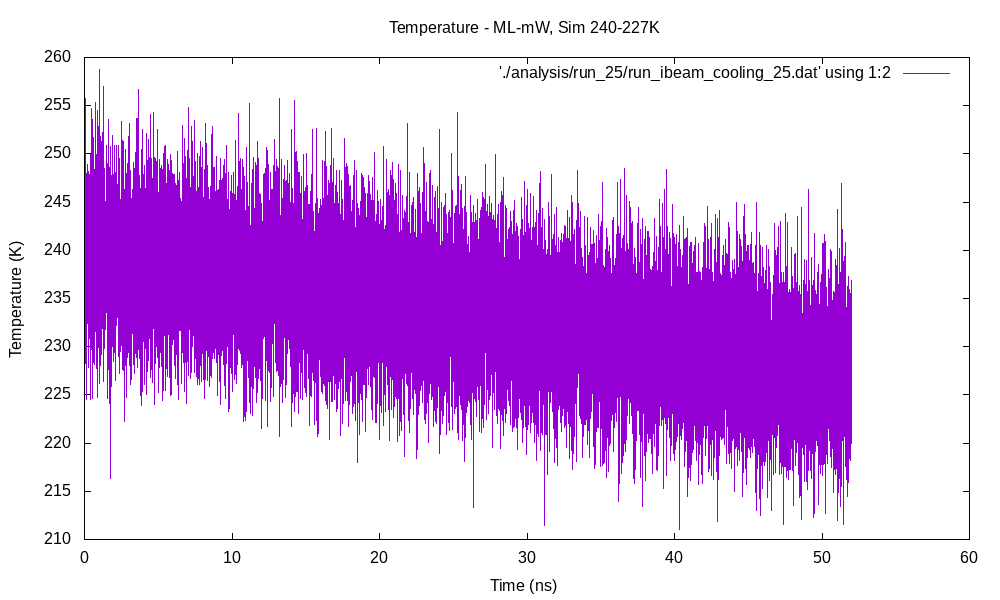 Temperature - ML-mW, Sim 240-227K
'./analysis/run_25/run_ibeam_cooling_25.dat' using 1:2
260
255
250
245
240
235
230
225
220
215
210
Temperature (K)
0 10 20 30 40 50 60
Time (ns)